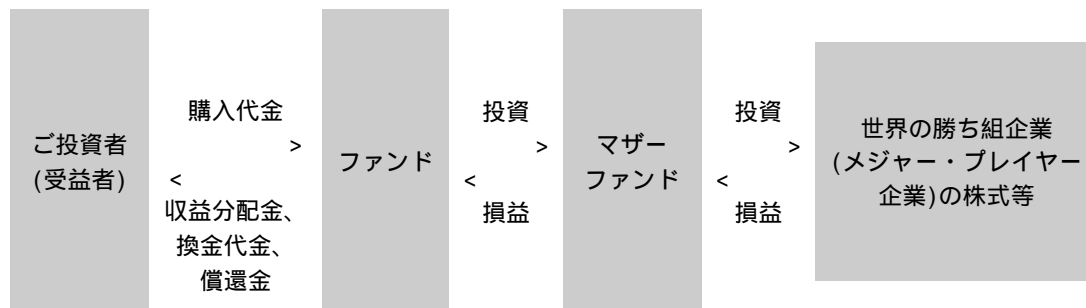 ご投資者
(受益者)
購入代金
>
<
収益分配金、
換金代金、
償還金
ファンド
投資
>
<
損益
マザー
ファンド
投資
>
<
損益
世界の勝ち組企業
(メジャー・プレイヤー
企業)の株式等